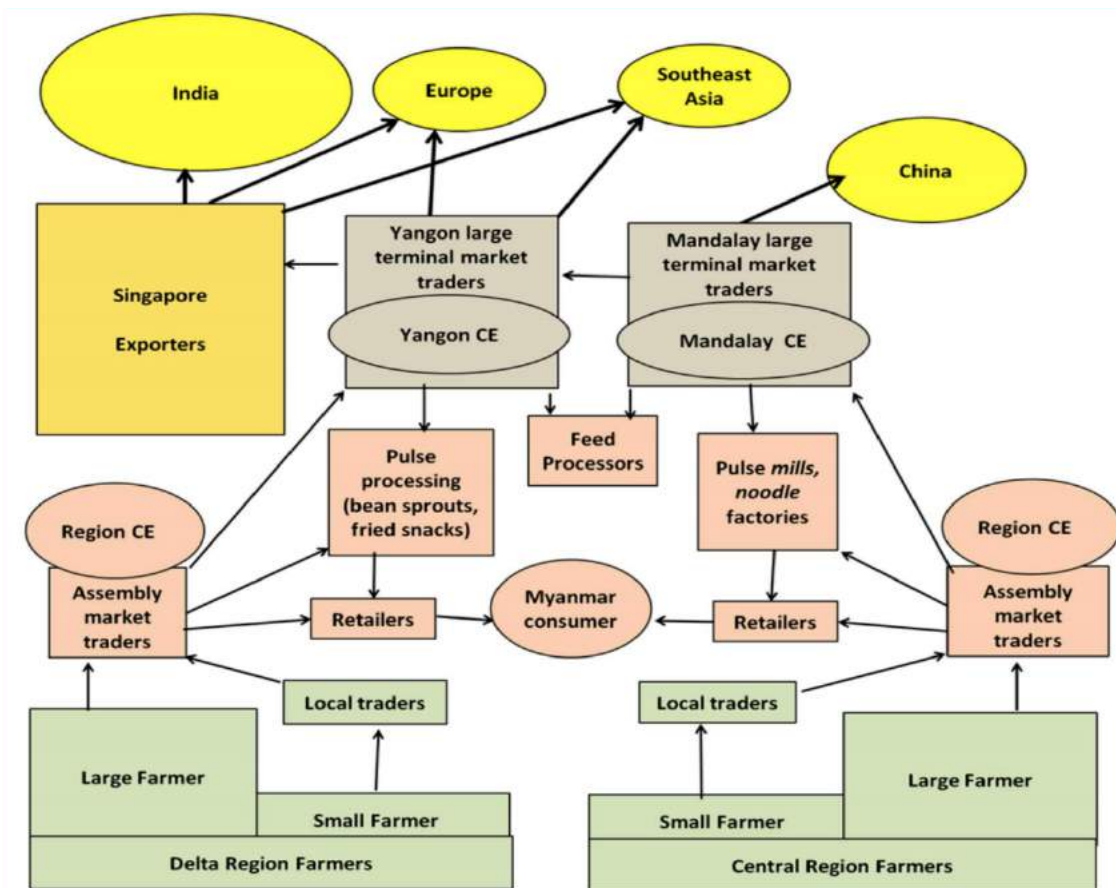 India
Europe
Southeast
Asia
China
Yangon large
terminal market
traders
Mandalay large
terminal market
traders
Singapore
Exporters
Yangon CE
Mandalay CE
Feed
Processors
Pulse
processing
(bean sprouts,
fried snacks)
Pulse mills,
noodle
factories
Region CE
Region CE
Assembly
market
traders
Retailers
Myanmar
consumer
Retailers
Assembly
market
traders
Local traders
Local traders
Large Farmer
Small Farmer
Delta Region Farmers
Small Farmer
Large Farmer
Central Region Farmers